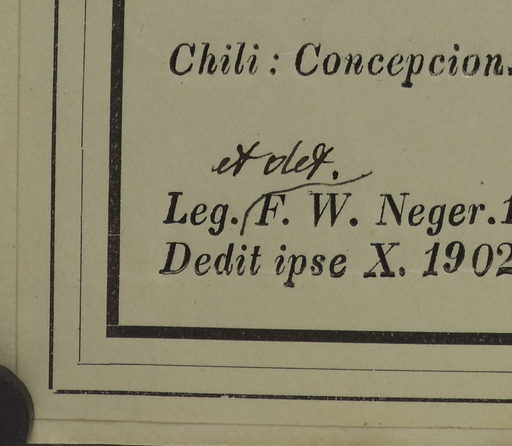 Chili: Concepcion.
et det.
Leg. F. W. Neger.
Dedit ipse X. 1902